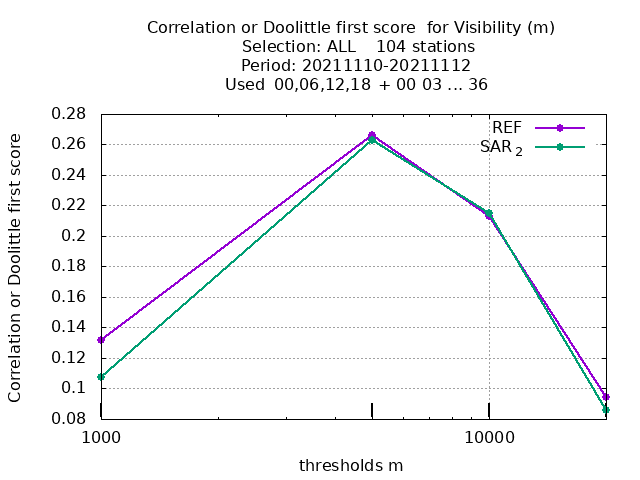 Correlation or Doolittle first score for Visibility (m)
Selection: ALL 104 stations
Period: 20211110-20211112
Used 00,06,12,18 + 00 03 ... 36
Correlation or Doolittle first score
0.28
0.26
0.24
0.22
0.2
0.18
0.16
0.14
0.12
0.1
0.08
REF
SAR 2
1000
10000
thresholds m